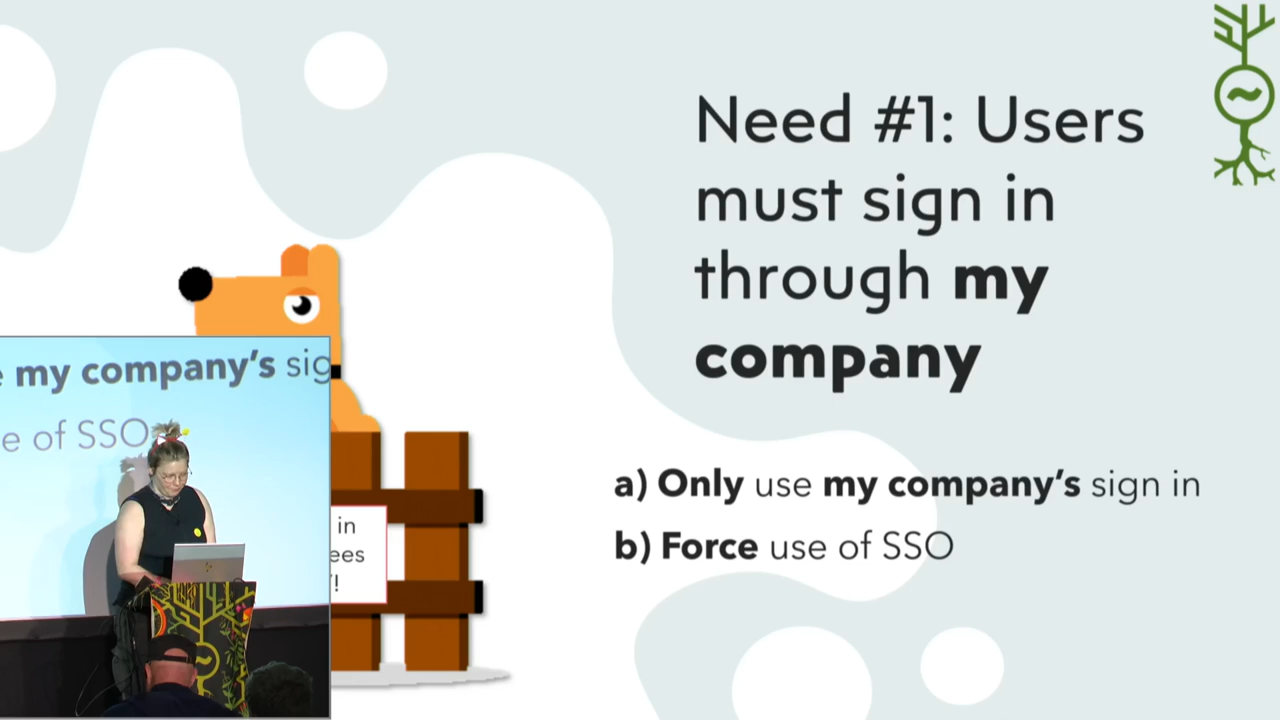 Need #1: Users
must sign in
through my
company
a) Only use my company's sign in
b) Force use of SSO
my company's sig
e of SSO
in
ees
!